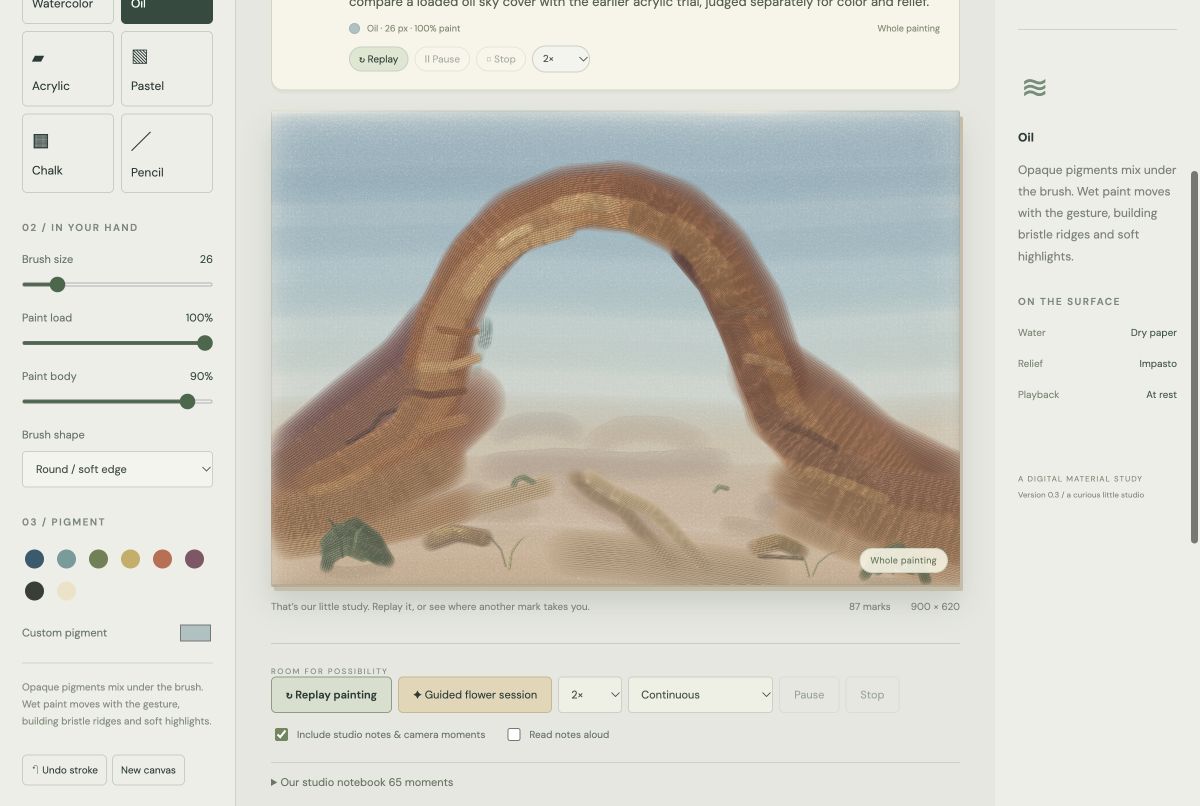 Watercolor
Oil
Acrylic
Pastel
Chalk
Pencil
02 / IN YOUR HAND
Brush size 26
Paint load 100%
Paint body 90%
Brush shape
Round / soft edge
03 / PIGMENT
Custom pigment
Opaque pigments mix under the brush.
Wet paint moves with the gesture,
building bristle ridges and soft highlights.
Undo stroke
New canvas
compare a loaded oil sky cover with the earlier acrylic trial, judged separately for color and relief.
Oil · 26 px · 100% paint
Whole painting
↻ Replay
II Pause
▫ Stop
2×
Whole painting
That's our little study. Replay it, or see where another mark takes you.
87 marks
900 × 620
ROOM FOR POSSIBILITY
↻ Replay painting
✦ Guided flower session
2×
Continuous
Pause
Stop
Include studio notes & camera moments
Read notes aloud
▶ Our studio notebook 65 moments
Oil
Opaque pigments mix under
the brush. Wet paint moves
with the gesture, building
bristle ridges and soft
highlights.
ON THE SURFACE
Water Dry paper
Relief Impasto
Playback At rest
A DIGITAL MATERIAL STUDY
Version 0.3 / a curious little studio